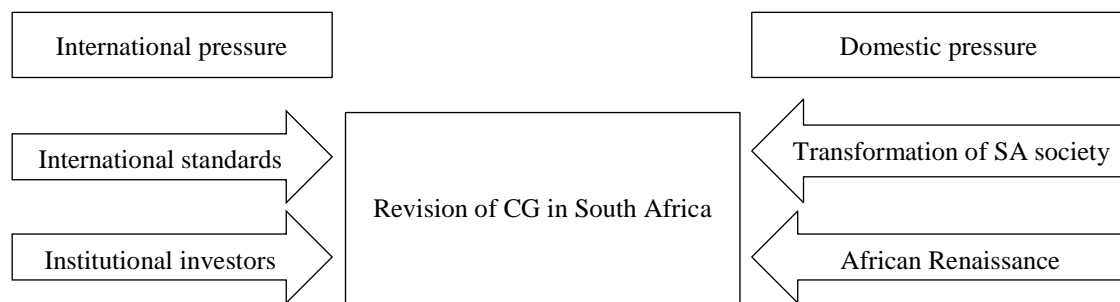 International pressure
Domestic pressure
International standards
Transformation of SA society
Revision of CG in South Africa
Institutional investors
African Renaissance